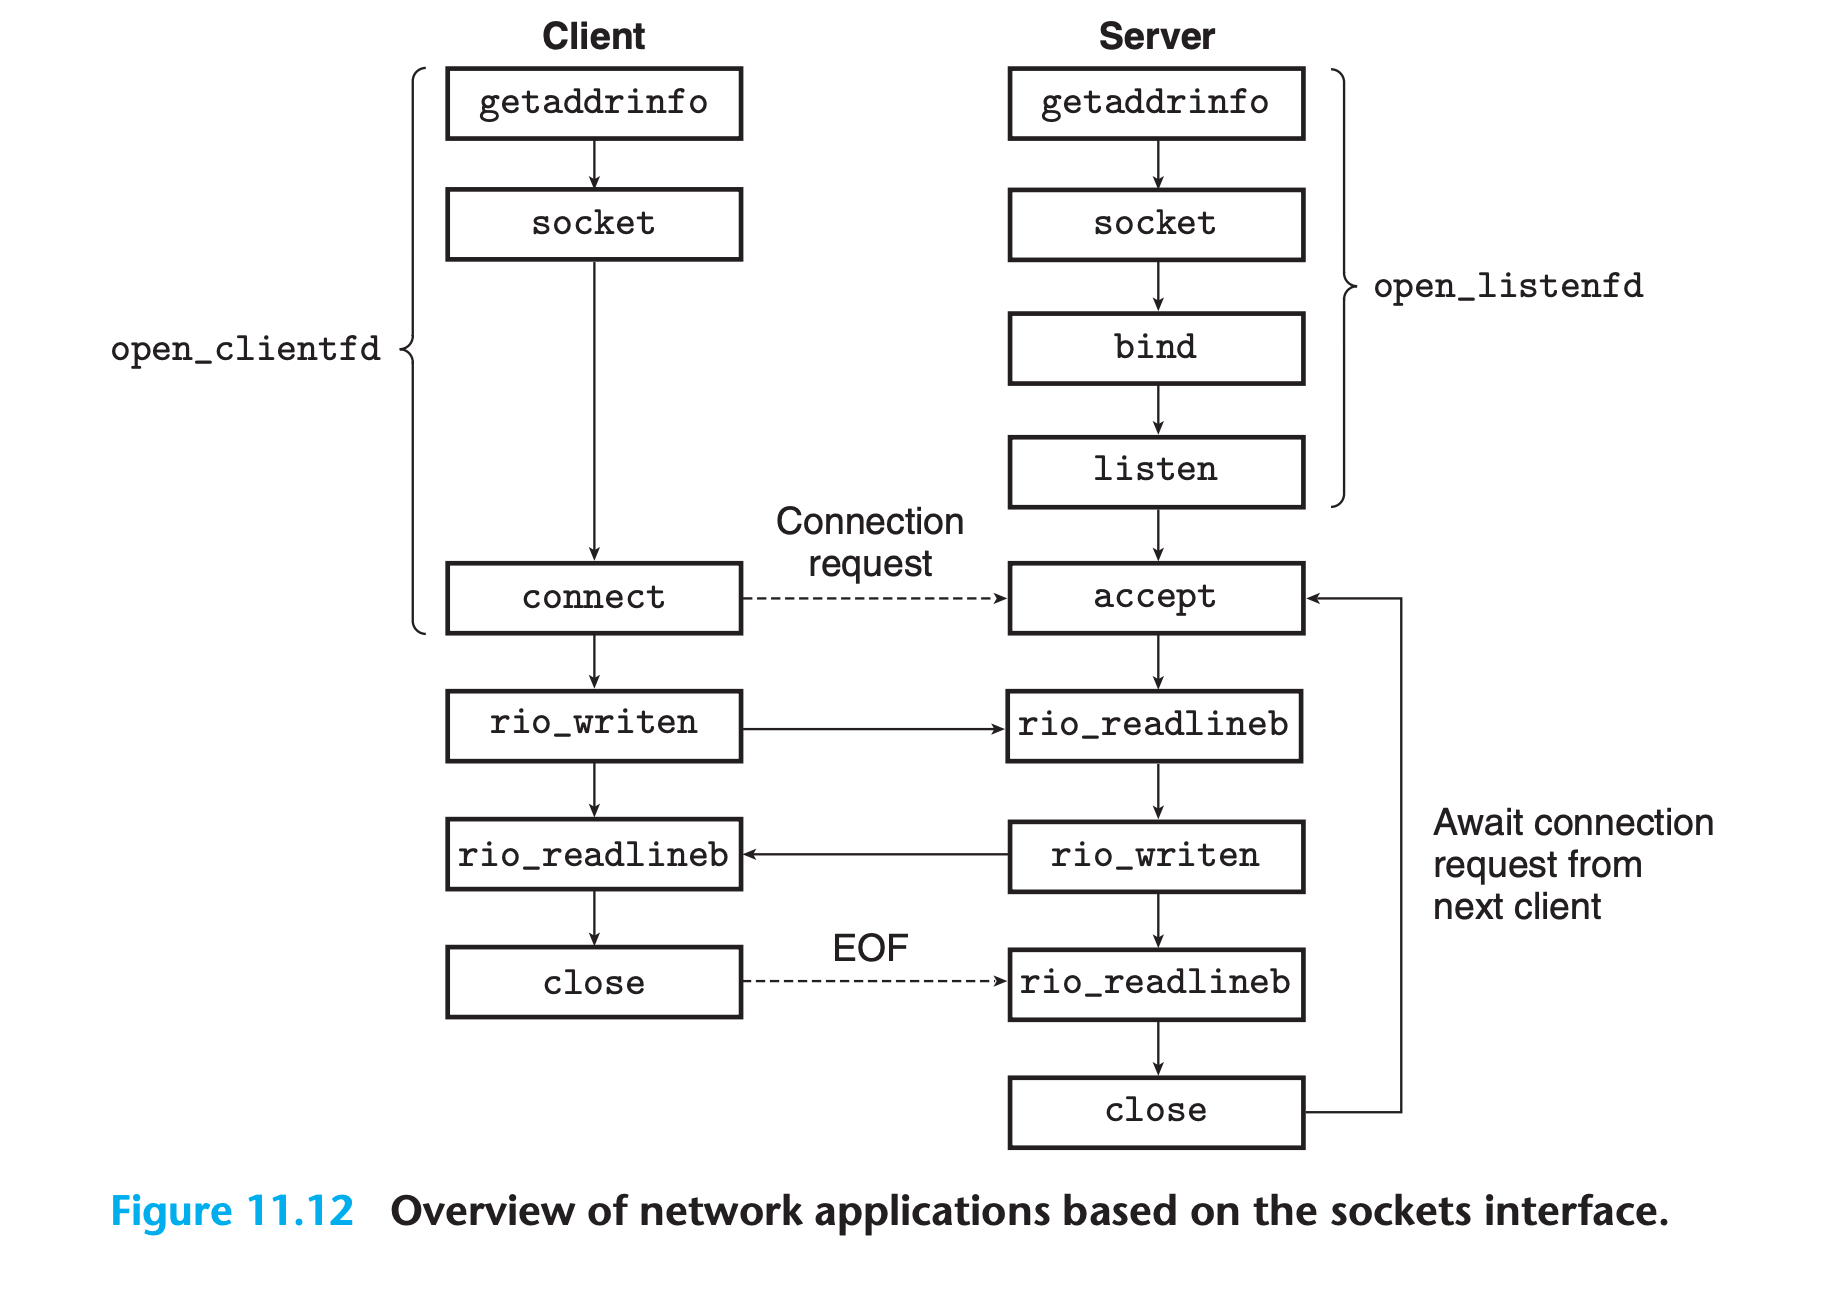 Client
Server
getaddrinfo
getaddrinfo
socket
socket
open_listenfd
open_clientfd
bind
listen
Connection
request
connect
accept
rio_writen
rio_readlineb
Await connection
request from
next client
rio_readlineb
rio_writen
EOF
close
rio_readlineb
close
Figure 11.12 Overview of network applications based on the sockets interface.